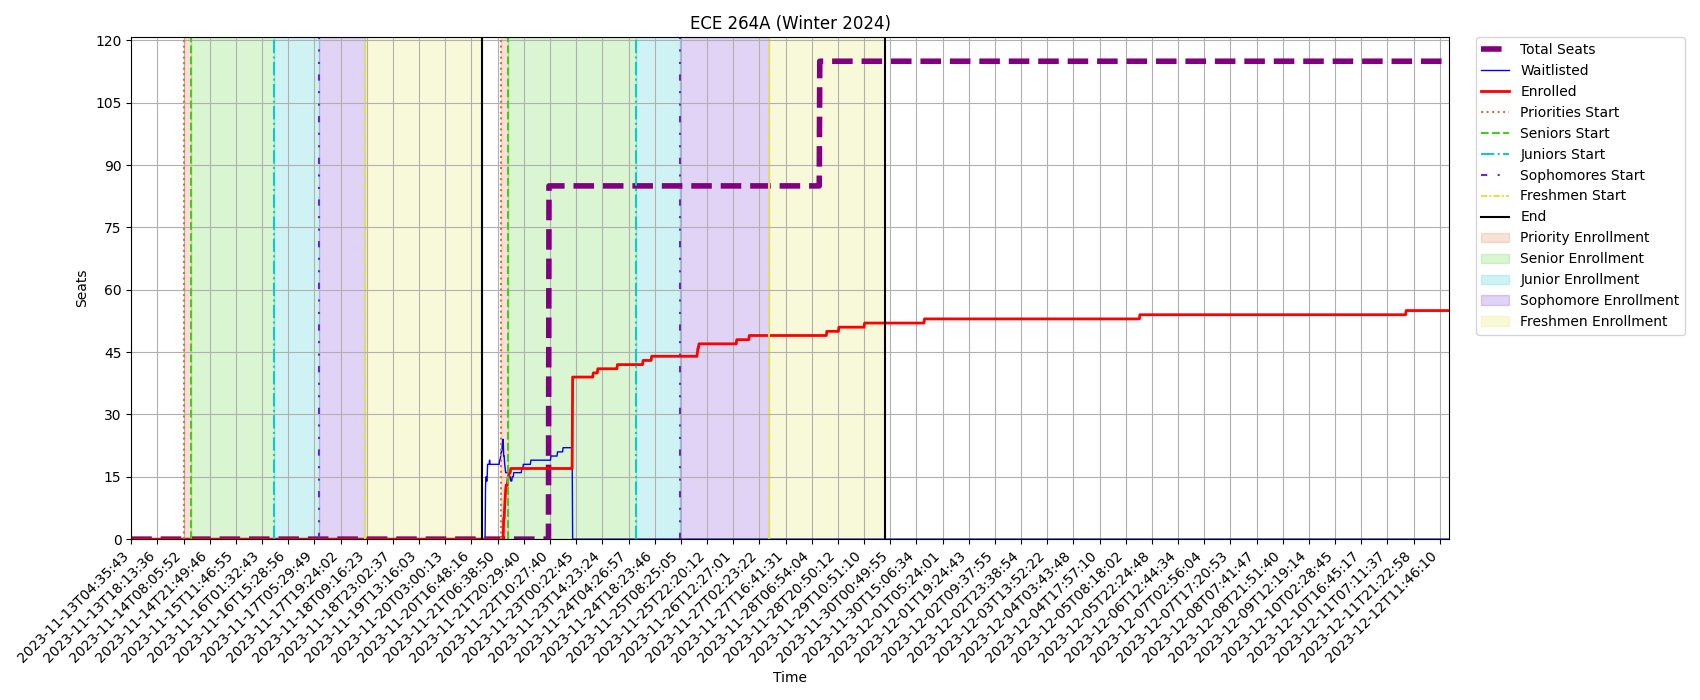 ECE 264A (Winter 2024)
120
105
90
75
60
45
30
15
0
Seats
2023-11-13T04:35:43
2023-11-13T18:13:36
2023-11-14T08:05:52
2023-11-14T21:49:46
2023-11-15T11:46:55
2023-11-16T01:32:43
2023-11-16T15:28:56
2023-11-17T05:29:49
2023-11-17T19:24:02
2023-11-18T09:16:23
2023-11-18T23:02:37
2023-11-19T13:16:03
2023-11-20T03:00:13
2023-11-20T16:48:16
2023-11-21T06:38:50
2023-11-21T20:29:40
2023-11-22T10:27:40
2023-11-23T00:22:45
2023-11-23T14:23:24
2023-11-24T04:26:57
2023-11-24T18:23:46
2023-11-25T08:25:05
2023-11-25T22:20:12
2023-11-26T12:27:01
2023-11-27T02:23:22
2023-11-27T16:41:31
2023-11-28T06:54:04
2023-11-28T20:50:12
2023-11-29T10:51:10
2023-11-30T00:49:55
2023-11-30T15:06:34
2023-12-01T05:24:01
2023-12-01T19:24:43
2023-12-02T09:37:55
2023-12-02T23:38:54
2023-12-03T13:52:22
2023-12-04T03:43:48
2023-12-04T17:57:10
2023-12-05T08:18:02
2023-12-05T22:24:48
2023-12-06T12:44:34
2023-12-07T02:56:04
2023-12-07T17:20:53
2023-12-08T07:41:47
2023-12-08T21:51:40
2023-12-09T12:19:14
2023-12-10T02:28:45
2023-12-10T16:45:17
2023-12-11T07:11:37
2023-12-11T21:22:58
2023-12-12T11:46:10
Time
Total Seats
Waitlisted
Enrolled
Priorities Start
Seniors Start
Juniors Start
Sophomores Start
Freshmen Start
End
Priority Enrollment
Senior Enrollment
Junior Enrollment
Sophomore Enrollment
Freshmen Enrollment